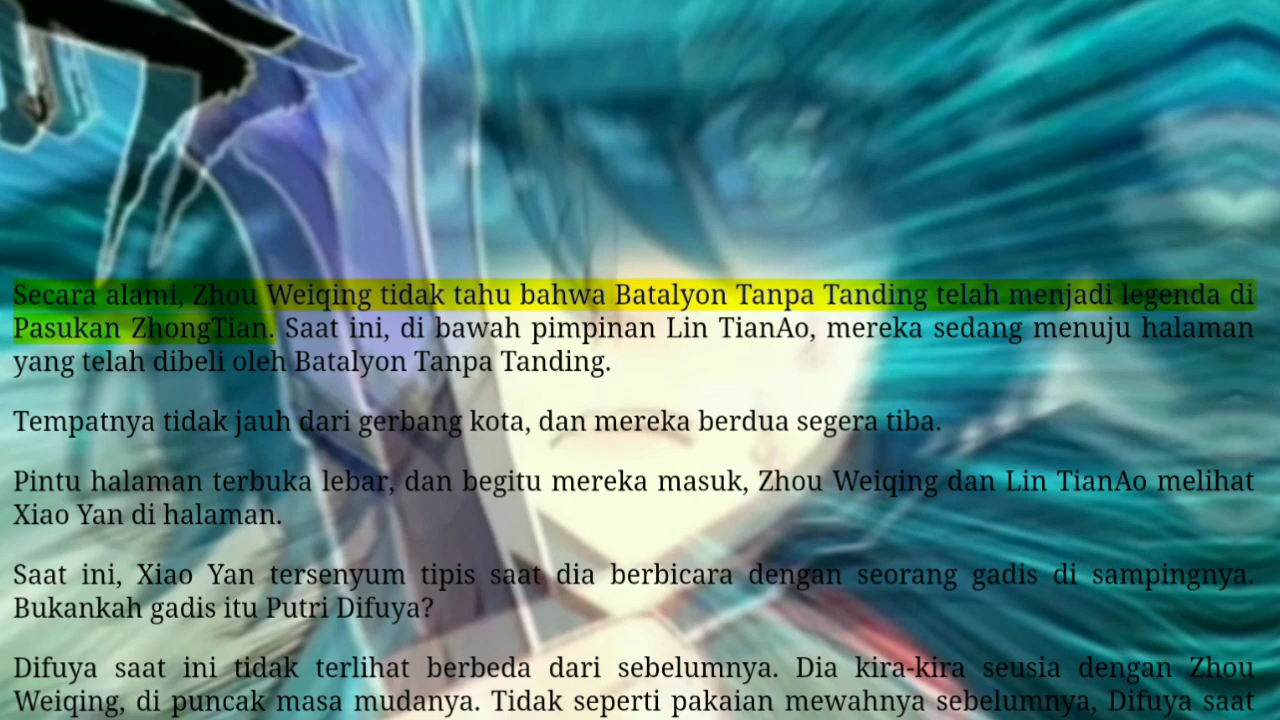 Secara alami, Zhou Weiqing tidak tahu bahwa Batalyon Tanpa Tanding telah menjadi legenda di
Pasukan ZhongTian. Saat ini, di bawah pimpinan Lin TianAo, mereka sedang menuju halaman
yang telah dibeli oleh Batalyon Tanpa Tanding.
Tempatnya tidak jauh dari gerbang kota, dan mereka berdua segera tiba.
Pintu halaman terbuka lebar, dan begitu mereka masuk, Zhou Weiqing dan Lin TianAo melihat
Xiao Yan di halaman.
Saat ini, Xiao Yan tersenyum tipis saat dia berbicara dengan seorang gadis di sampingnya.
Bukankah gadis itu Putri Difuya?
Difuya saat ini tidak terlihat berbeda dari sebelumnya. Dia kira-kira seusia dengan Zhou
Weiqing, di puncak masa mudanya. Tidak seperti pakaian mewahnya sebelumnya, Difuya saat